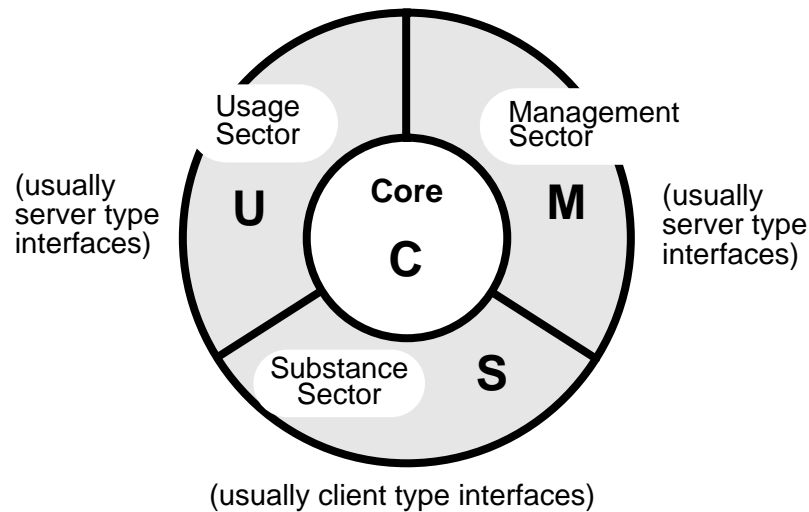 Usage
Sector
Management
Sector
(usually
server type
interfaces)
U
Core
C
M
(usually
server type
interfaces)
Substance
Sector
S
(usually client type interfaces)